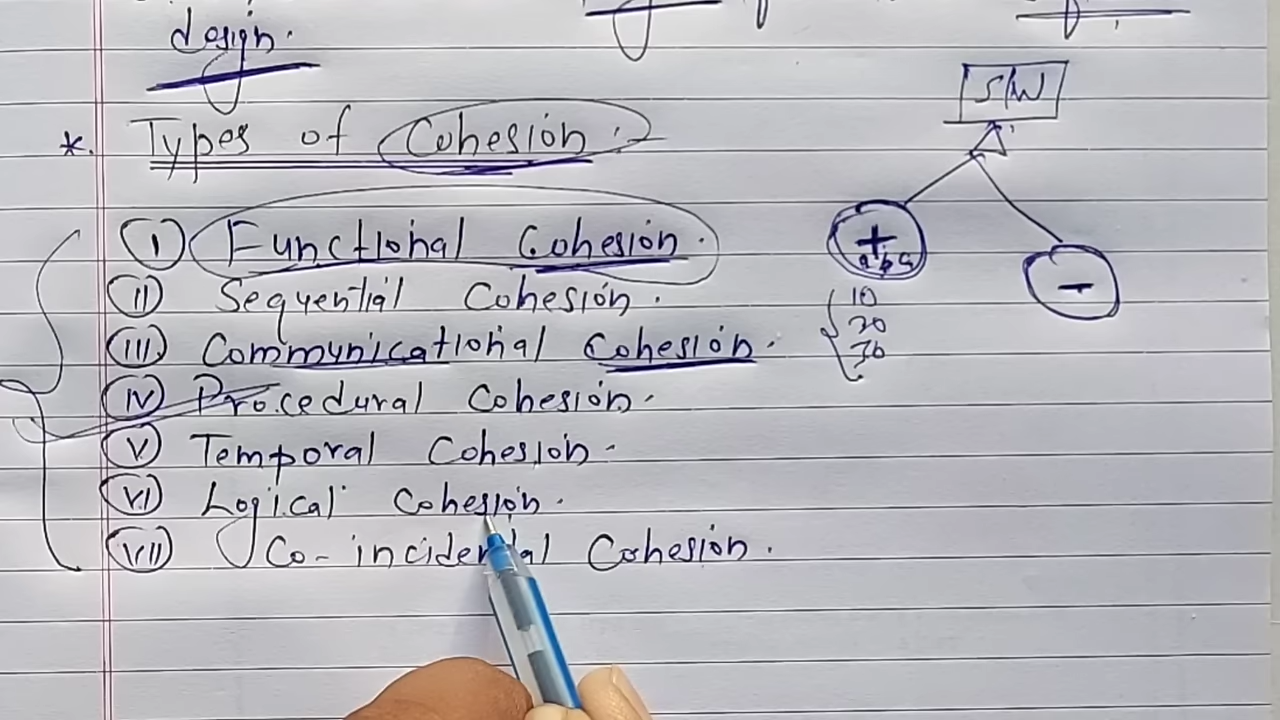 design.
*. Types of Cohesion :-
(I) Functional Cohesion.
(II) Sequential Cohesion.
(III) Communicational Cohesion.
(IV) Procedural Cohesion.
(V) Temporal Cohesion.
(VI) Logical Cohesion.
(VII) Co-incidental Cohesion.
S/W
+
-
10
20
30